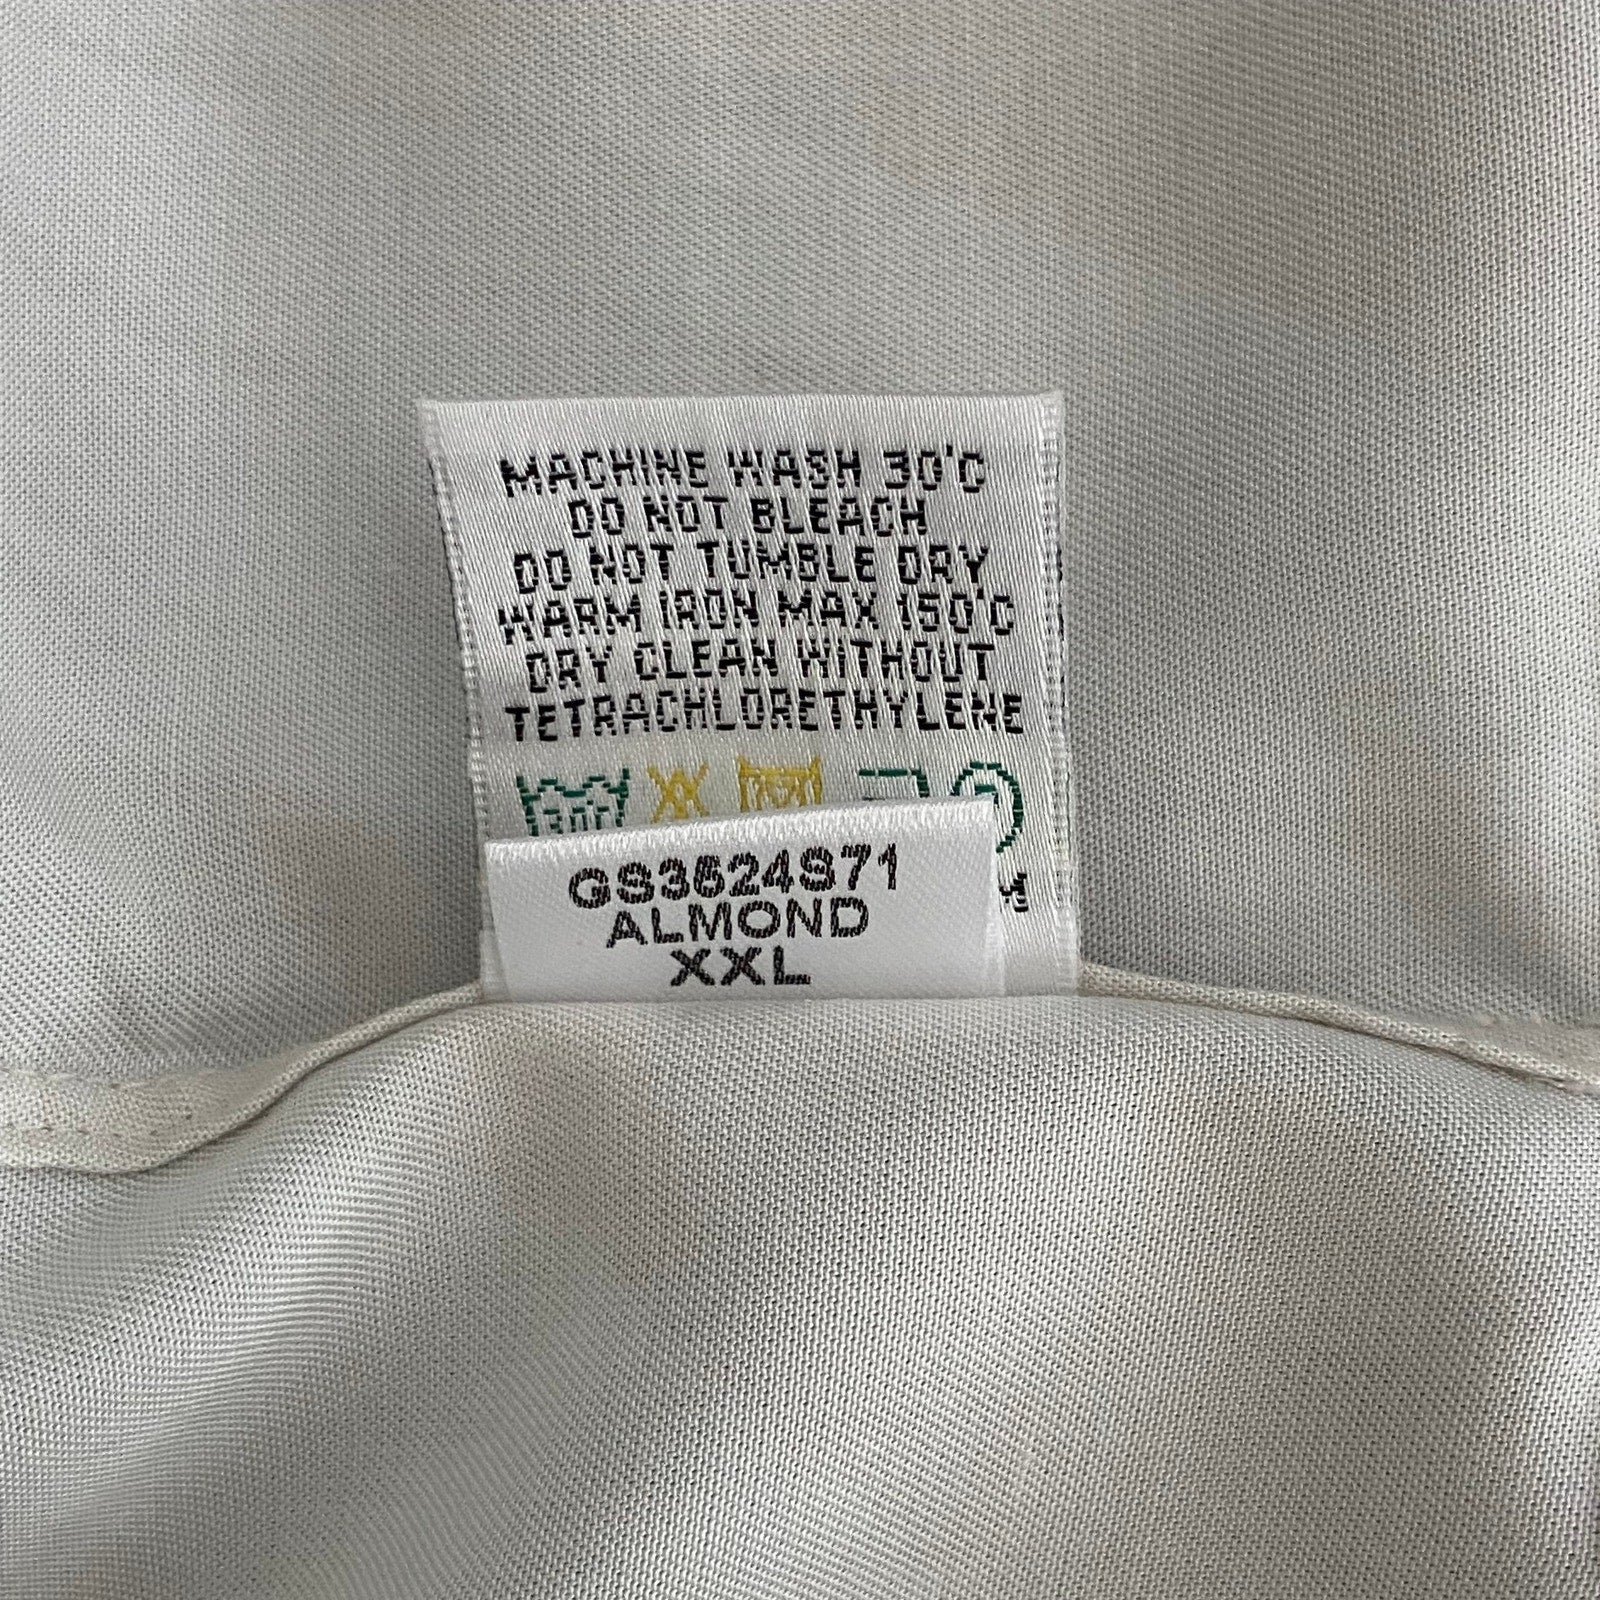 MACHINE WASH 30'C
DO NOT BLEACH
DO NOT TUMBLE DRY
WARM IRON MAX 150'C
DRY CLEAN WITHOUT
TETRACHLORETHYLENE
30C
GS3624S71
ALMOND
XXL